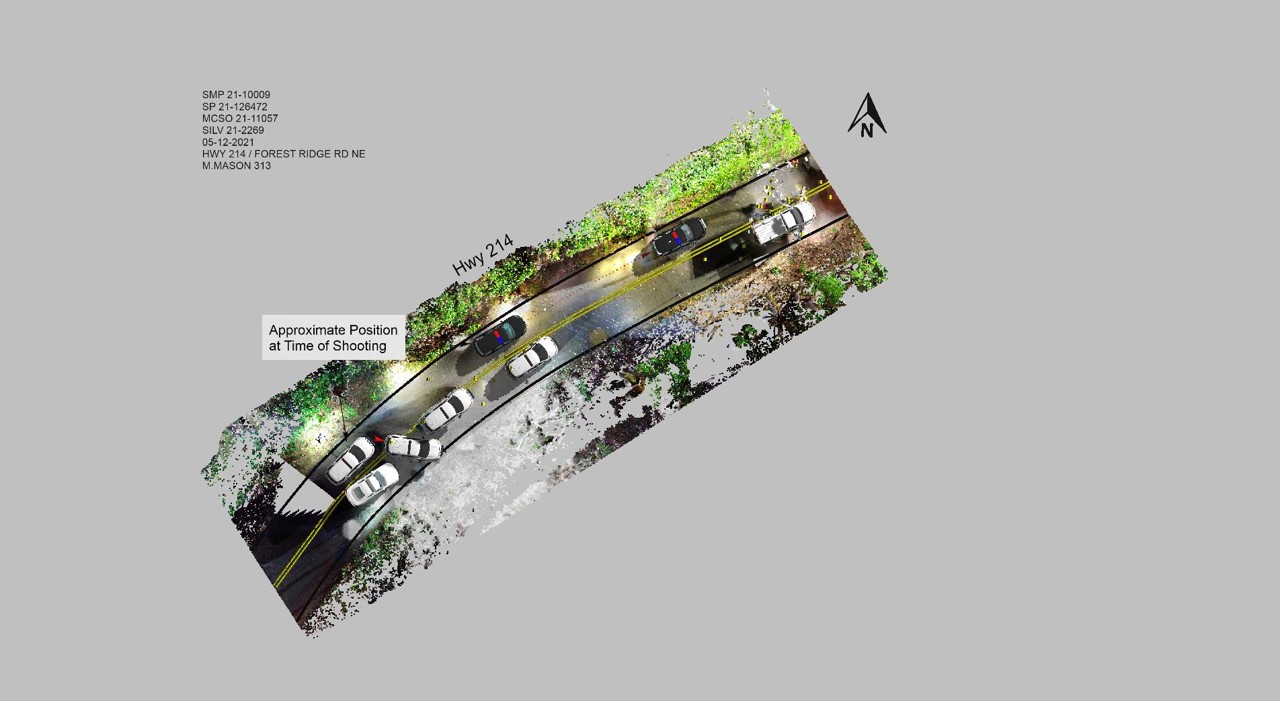 SMP 21-10009
SP 21-126472
MCSO 21-11057
SILV 21-2269
05-12-2021
HWY 214 / FOREST RIDGE RD NE
M.MASON 313
N
Hwy 214
Approximate Position
at Time of Shooting